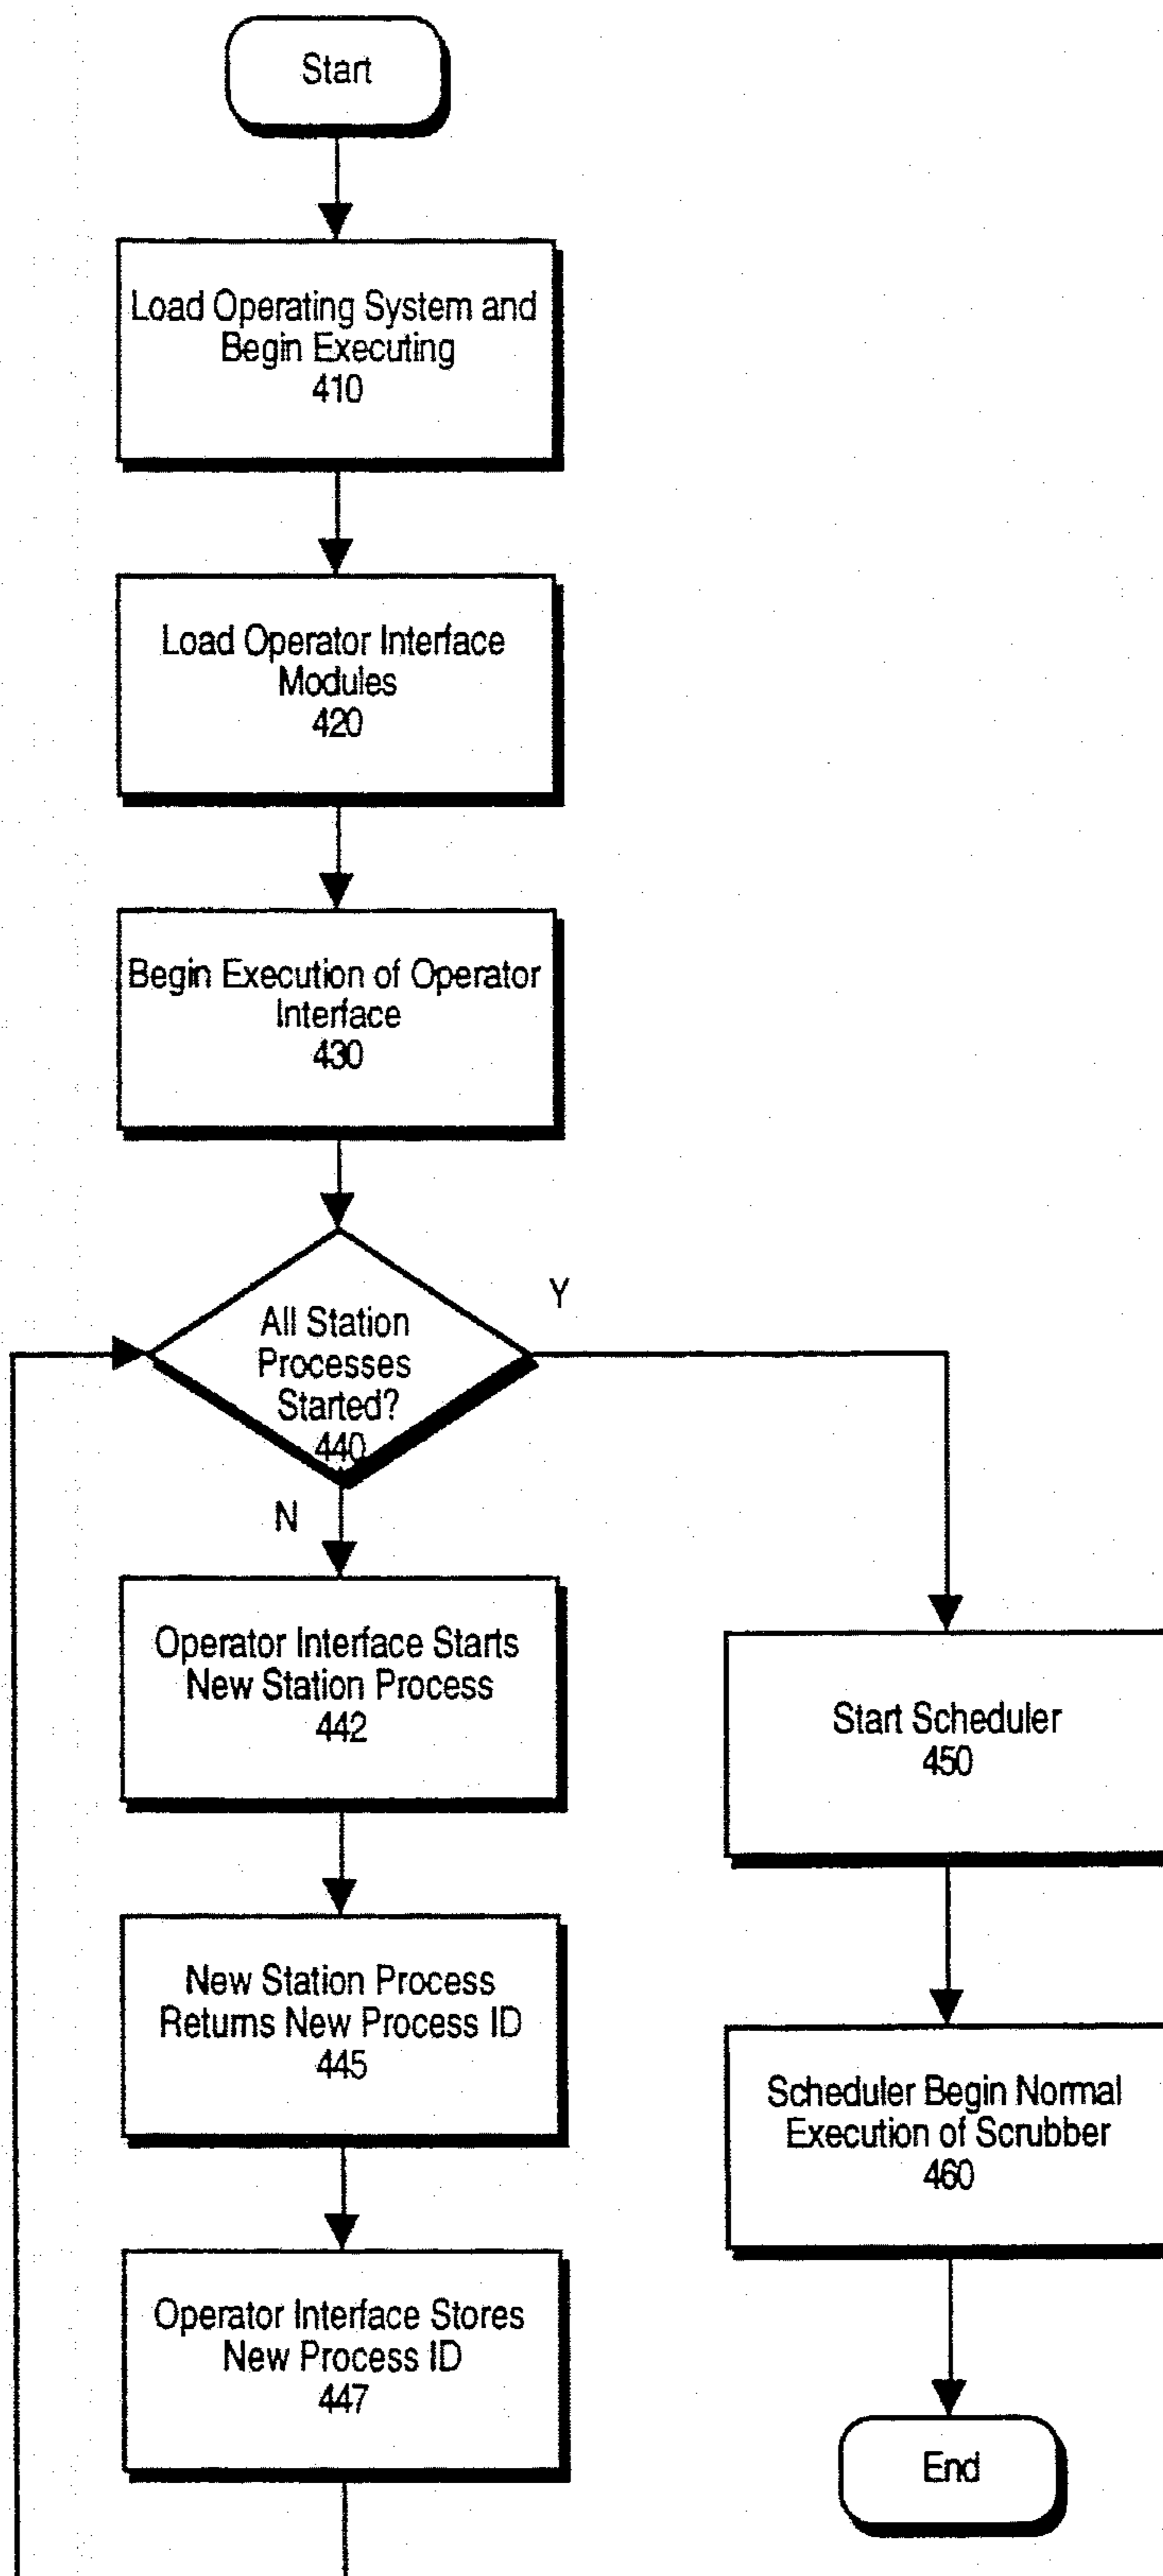 Start
Load Operating System and
Begin Executing
410
Load Operator Interface
Modules
420
Begin Execution of Operator
Interface
430
All Station
Processes
Started?
440
Y
N
Operator Interface Starts
New Station Process
442
New Station Process
Returns New Process ID
445
Operator Interface Stores
New Process ID
447
Start Scheduler
450
Scheduler Begin Normal
Execution of Scrubber
460
End